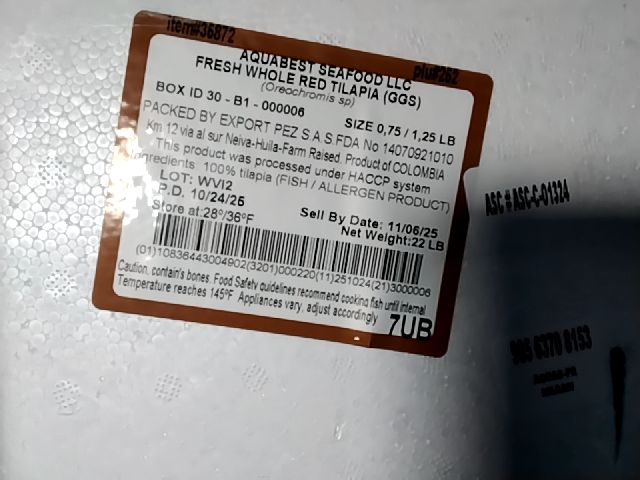 item#36872
plu#262
AQUABEST SEAFOOD LLC
FRESH WHOLE RED TILAPIA (GGS)
(Oreochromis sp)
BOX ID 30 - B1 - 000006
SIZE 0,75 / 1,25 LB
PACKED BY EXPORT PEZ S.A.S FDA No 14070921010
Km 12 via al sur Neiva-Huila-Farm Raised. Product of COLOMBIA
This product was processed under HACCP system
Ingredients: 100% tilapia (FISH / ALLERGEN PRODUCT)
LOT: WVI2
P.D. 10/24/25
Sell By Date: 11/06/25
Store at:28°/36°F
Net Weight:22 LB
(01)10836443004902(3201)000220(11)251024(21)3000006
Caution, contain's bones. Food Safety guidelines recommend cooking fish until internal
Temperature reaches 145°F Appliances vary, adjust accordingly
7UB
ASC # ASC-C-01324